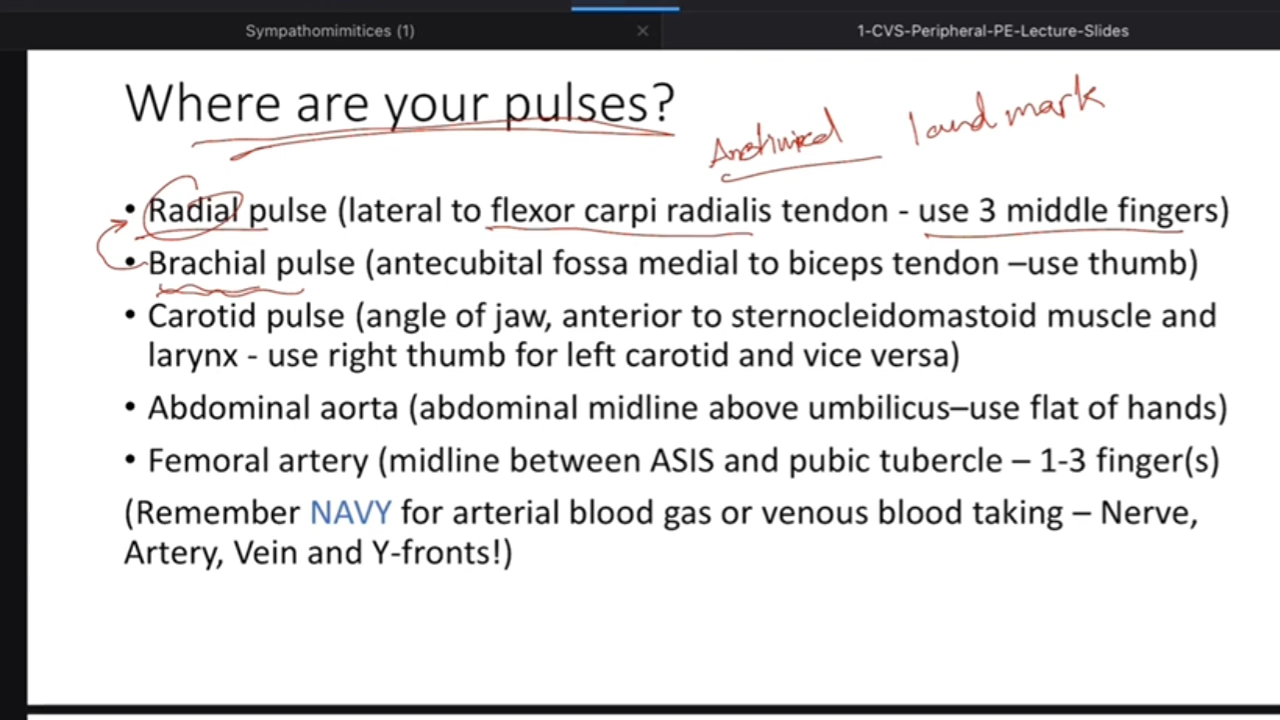 Sympathomimitices (1)
1-CVS-Peripheral-PE-Lecture-Slides
Where are your pulses?
land mark
• Radial pulse (lateral to flexor carpi radialis tendon - use 3 middle fingers)
• Brachial pulse (antecubital fossa medial to biceps tendon –use thumb)
• Carotid pulse (angle of jaw, anterior to sternocleidomastoid muscle and
larynx - use right thumb for left carotid and vice versa)
• Abdominal aorta (abdominal midline above umbilicus–use flat of hands)
• Femoral artery (midline between ASIS and pubic tubercle – 1-3 finger(s)
(Remember NAVY for arterial blood gas or venous blood taking – Nerve,
Artery, Vein and Y-fronts!)